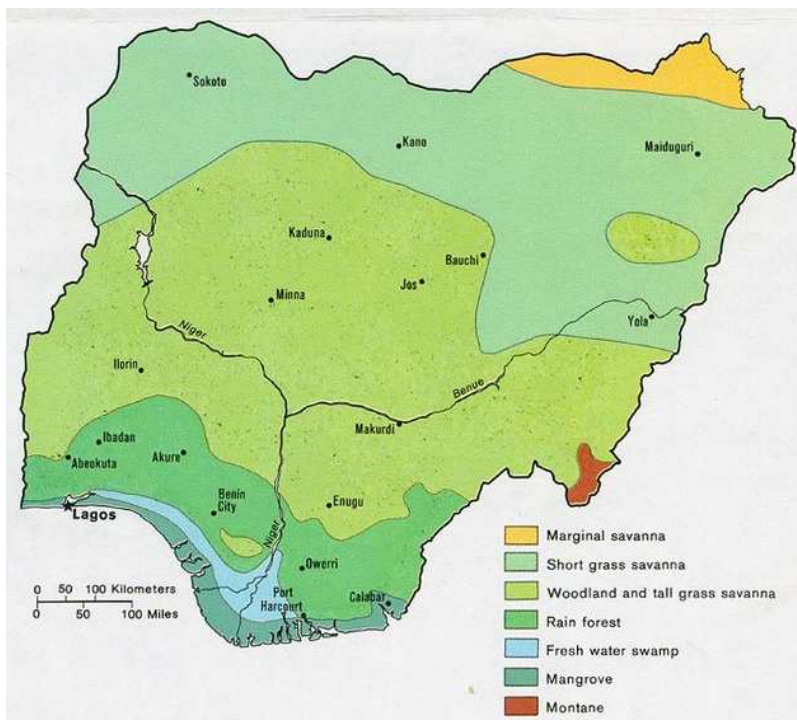 Sokoto
Kano
Maiduguri
Kaduna
Bauchi
Jos
Minna
Yola
Niger
Ilorin
Benue
Makurdi
Ibadan
Abeokuta
Akure
Benin
City
Enugu
Lagos
Niger
Owerri
Port
Harcourt
Calabar
0 50 100 Kilometers
0 50 100 Miles
Marginal savanna
Short grass savanna
Woodland and tall grass savanna
Rain forest
Fresh water swamp
Mangrove
Montane